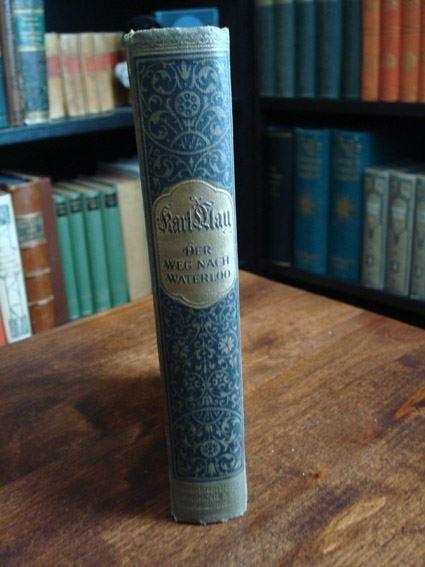 Karl May
DER
WEG NACH
WATERLOO